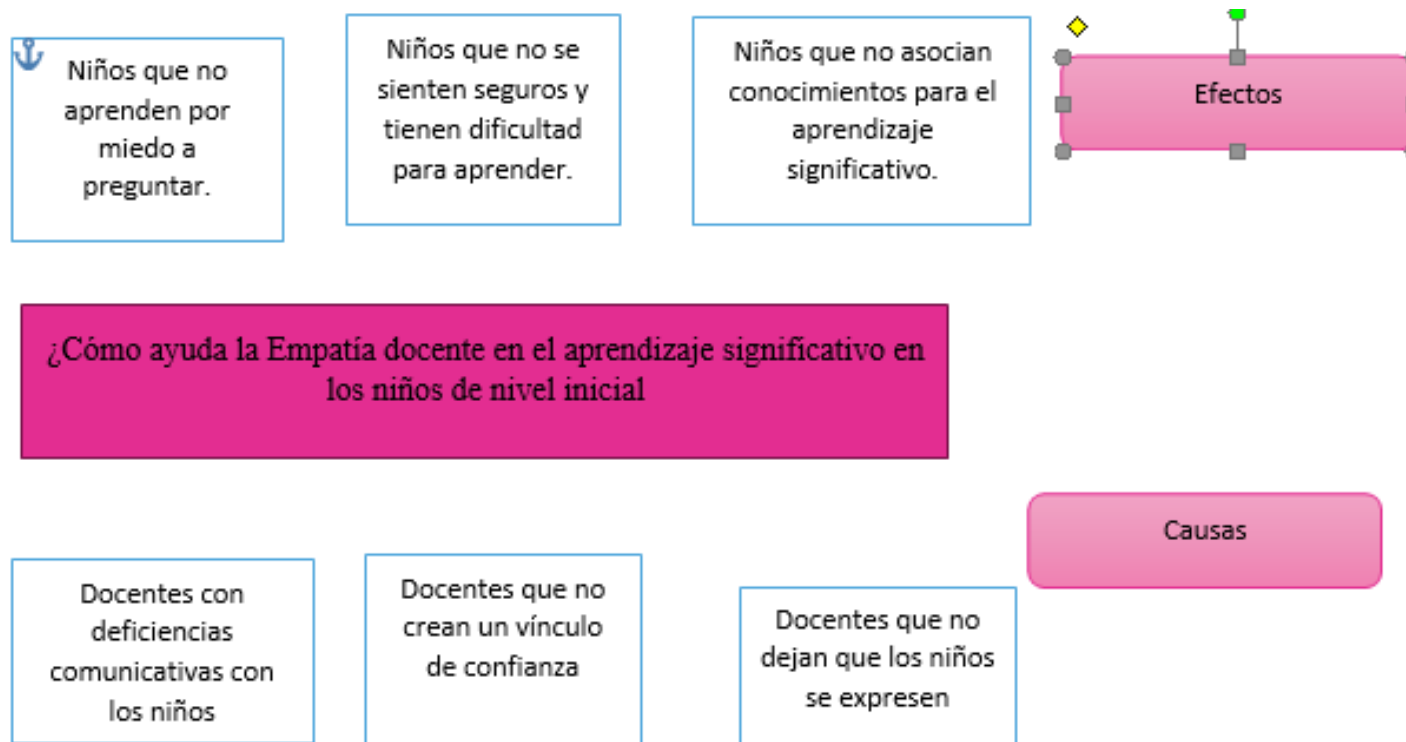 Niños que no
aprenden por
miedo a
preguntar.
Niños que no se
sienten seguros y
tienen dificultad
para aprender.
Niños que no asocian
conocimientos para el
aprendizaje
significativo.
Efectos
¿Cómo ayuda la Empatía docente en el aprendizaje significativo en
los niños de nivel inicial
Causas
Docentes con
deficiencias
comunicativas con
los niños
Docentes que no
crean un vínculo
de confianza
Docentes que no
dejan que los niños
se expresen